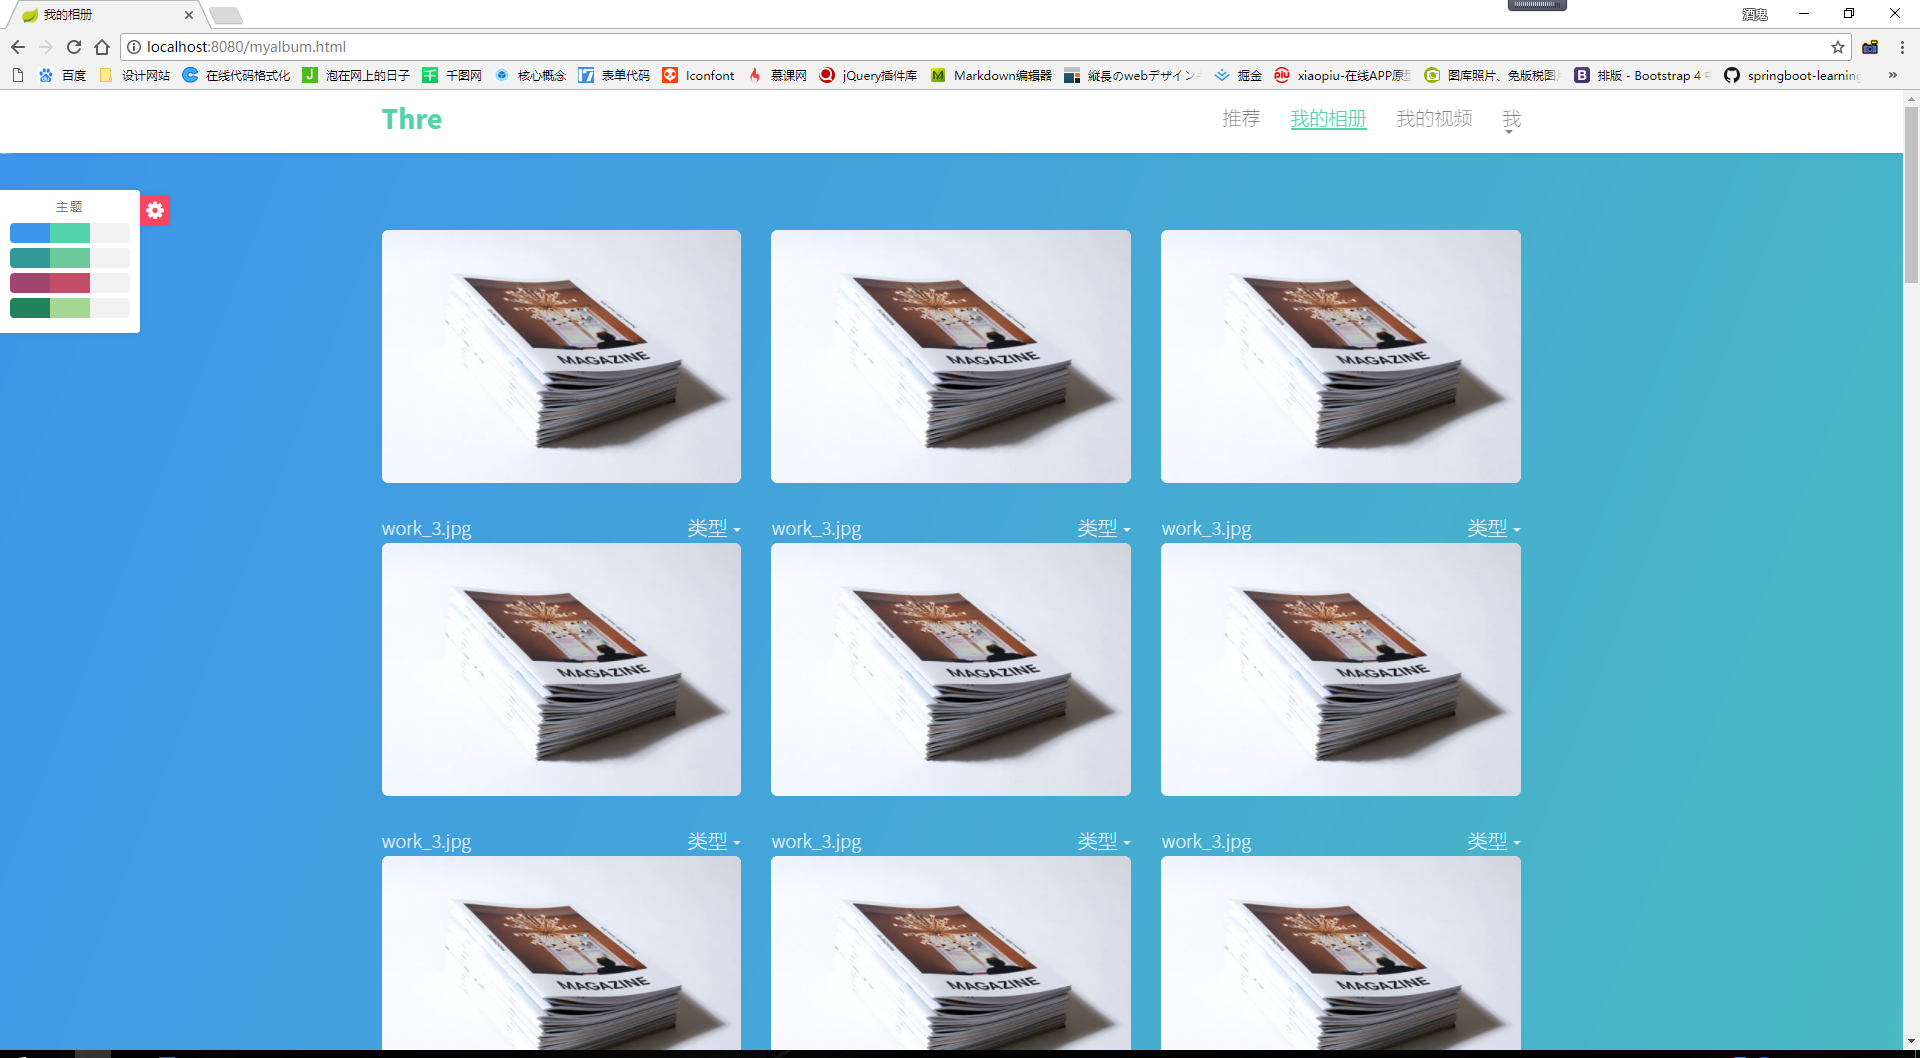 我的相册
酒鬼
localhost:8080/myalbum.html
百度 设计网站 在线代码格式化 泡在网上的日子 千图网 核心概念 表单代码 Iconfont 慕课网 jQuery插件库 Markdown编辑器 縦長のwebデザイン 掘金 xiaopiu-在线APP原型 图库照片、免版税图片 排版 - Bootstrap 4 springboot-learning »
Thre 推荐 我的相册 我的视频 我
主题
MAGAZINE MAGAZINE MAGAZINE
work_3.jpg 类型 work_3.jpg 类型 work_3.jpg 类型
MAGAZINE MAGAZINE MAGAZINE
work_3.jpg 类型 work_3.jpg 类型 work_3.jpg 类型
MAGAZINE MAGAZINE MAGAZINE